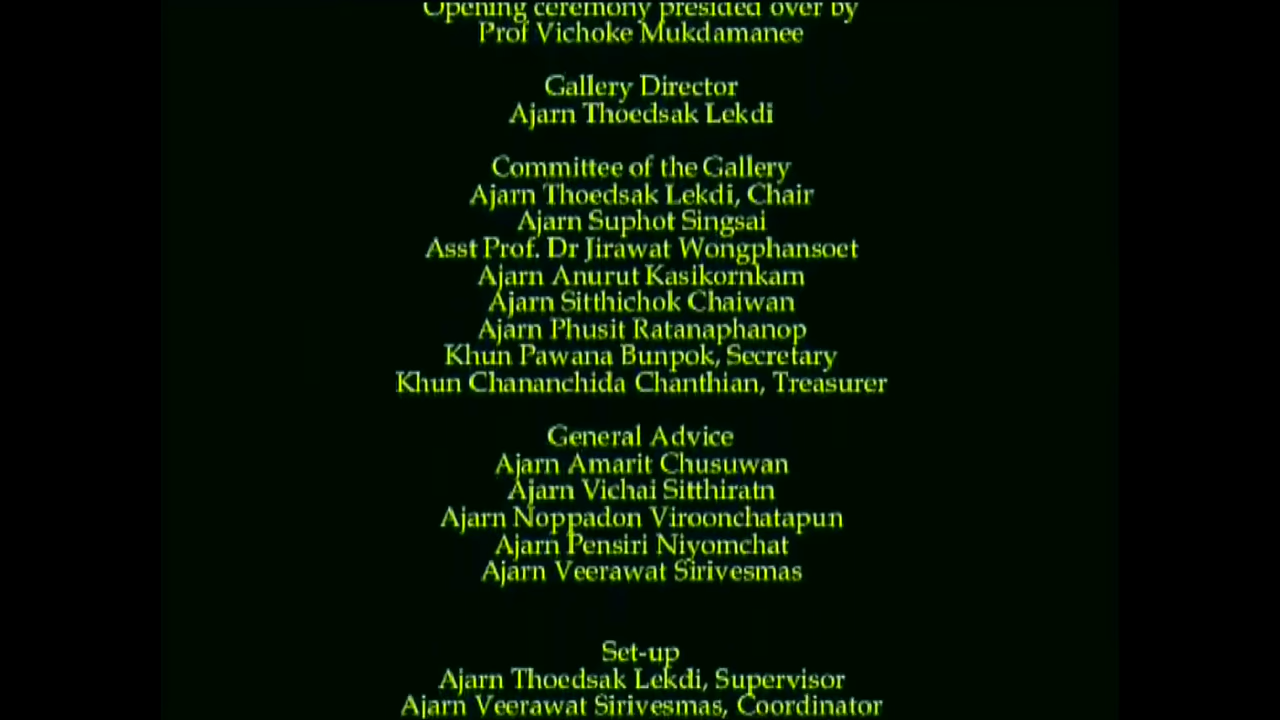 Opening ceremony presided over by
Prof Vichoke Mukdamanee
Gallery Director
Ajarn Thoedsak Lekdi
Committee of the Gallery
Ajarn Thoedsak Lekdi, Chair
Ajarn Suphot Singsai
Asst Prof. Dr Jirawat Wongphansoet
Ajarn Anurut Kasikornkam
Ajarn Sitthichok Chaiwan
Ajarn Phusit Ratanaphanop
Khun Pawana Bunpok, Secretary
Khun Chananchida Chanthian, Treasurer
General Advice
Ajarn Amarit Chusuwan
Ajarn Vichai Sitthiratn
Ajarn Noppadon Viroonchatapun
Ajarn Pensiri Niyomchat
Ajarn Veerawat Sirivesmas
Set-up
Ajarn Thoedsak Lekdi, Supervisor
Ajarn Veerawat Sirivesmas, Coordinator